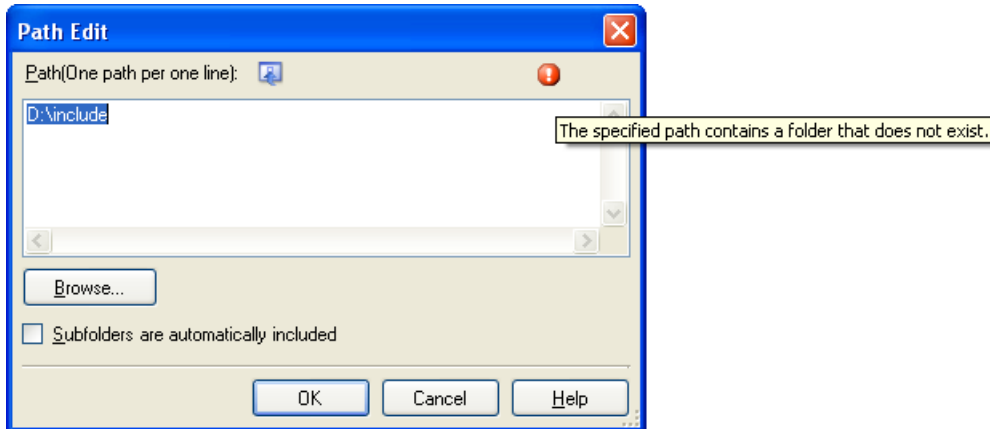 Path Edit
Path(One path per one line):
D:\include
The specified path contains a folder that does not exist.
Browse...
Subfolders are automatically included
OK Cancel Help